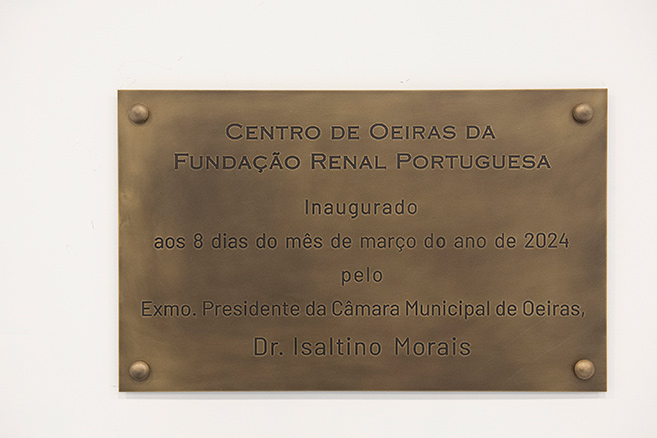 Centro de Oeiras da
Fundação Renal Portuguesa
Inaugurado
aos 8 dias do mês de março do ano de 2024
pelo
Exmo. Presidente da Câmara Municipal de Oeiras,
Dr. Isaltino Morais